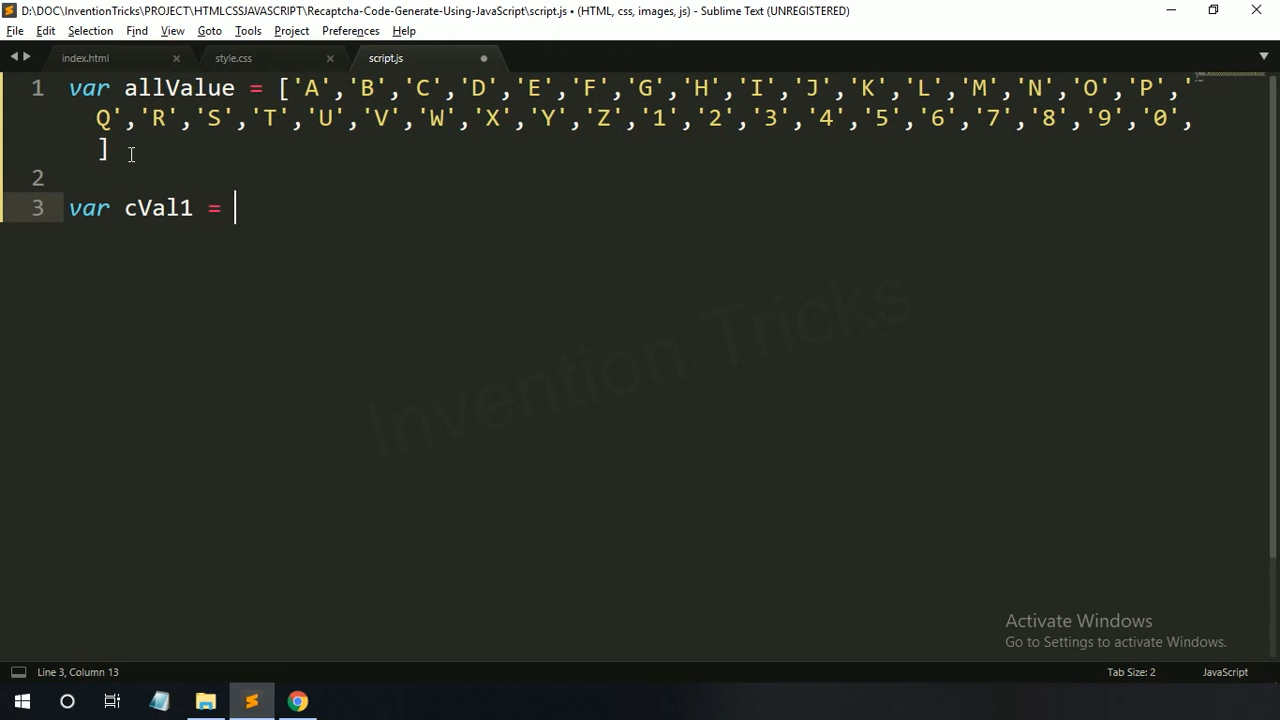 D:\DOC\InventionTricks\PROJECT\HTMLCSSJAVASCRIPT\Recaptcha-Code-Generate-Using-JavaScript\script.js • (HTML, css, images, js) - Sublime Text (UNREGISTERED)
File Edit Selection Find View Goto Tools Project Preferences Help
index.html style.css script.js
1 var allValue = ['A','B','C','D','E','F','G','H','I','J','K','L','M','N','O','P','
Q','R','S','T','U','V','W','X','Y','Z','1','2','3','4','5','6','7','8','9','0',
]
2
3 var cVal1 =
Invention Tricks
Activate Windows
Go to Settings to activate Windows.
Line 3, Column 13 Tab Size: 2 JavaScript